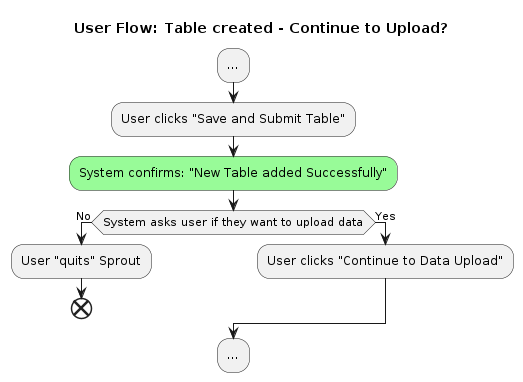 User Flow: Table created - Continue to Upload?
...
User clicks "Save and Submit Table"
System confirms: "New Table added Successfully"
No
System asks user if they want to upload data
Yes
User "quits" Sprout
User clicks "Continue to Data Upload"
...